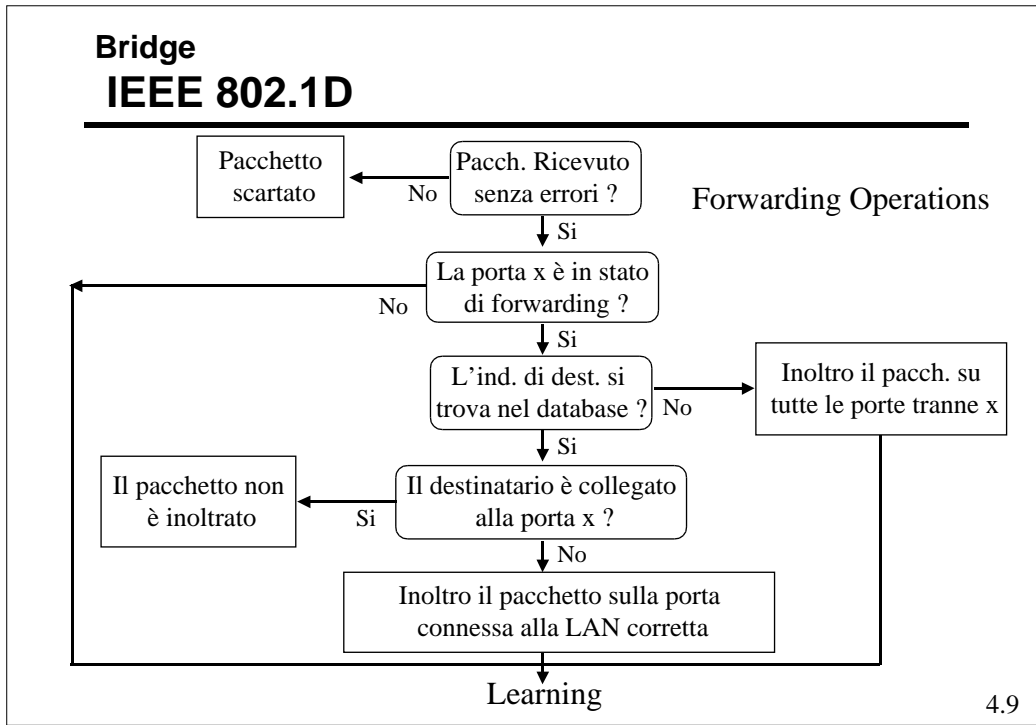 Bridge
IEEE 802.1D
Pacchetto
scartato
No
Pacch. Ricevuto
senza errori ?
Forwarding Operations
Si
La porta x è in stato
di forwarding ?
No
Si
L'ind. di dest. si
trova nel database ?
No
Inoltro il pacch. su
tutte le porte tranne x
Si
Il pacchetto non
è inoltrato
Si
Il destinatario è collegato
alla porta x ?
No
Inoltro il pacchetto sulla porta
connessa alla LAN corretta
Learning
4.9